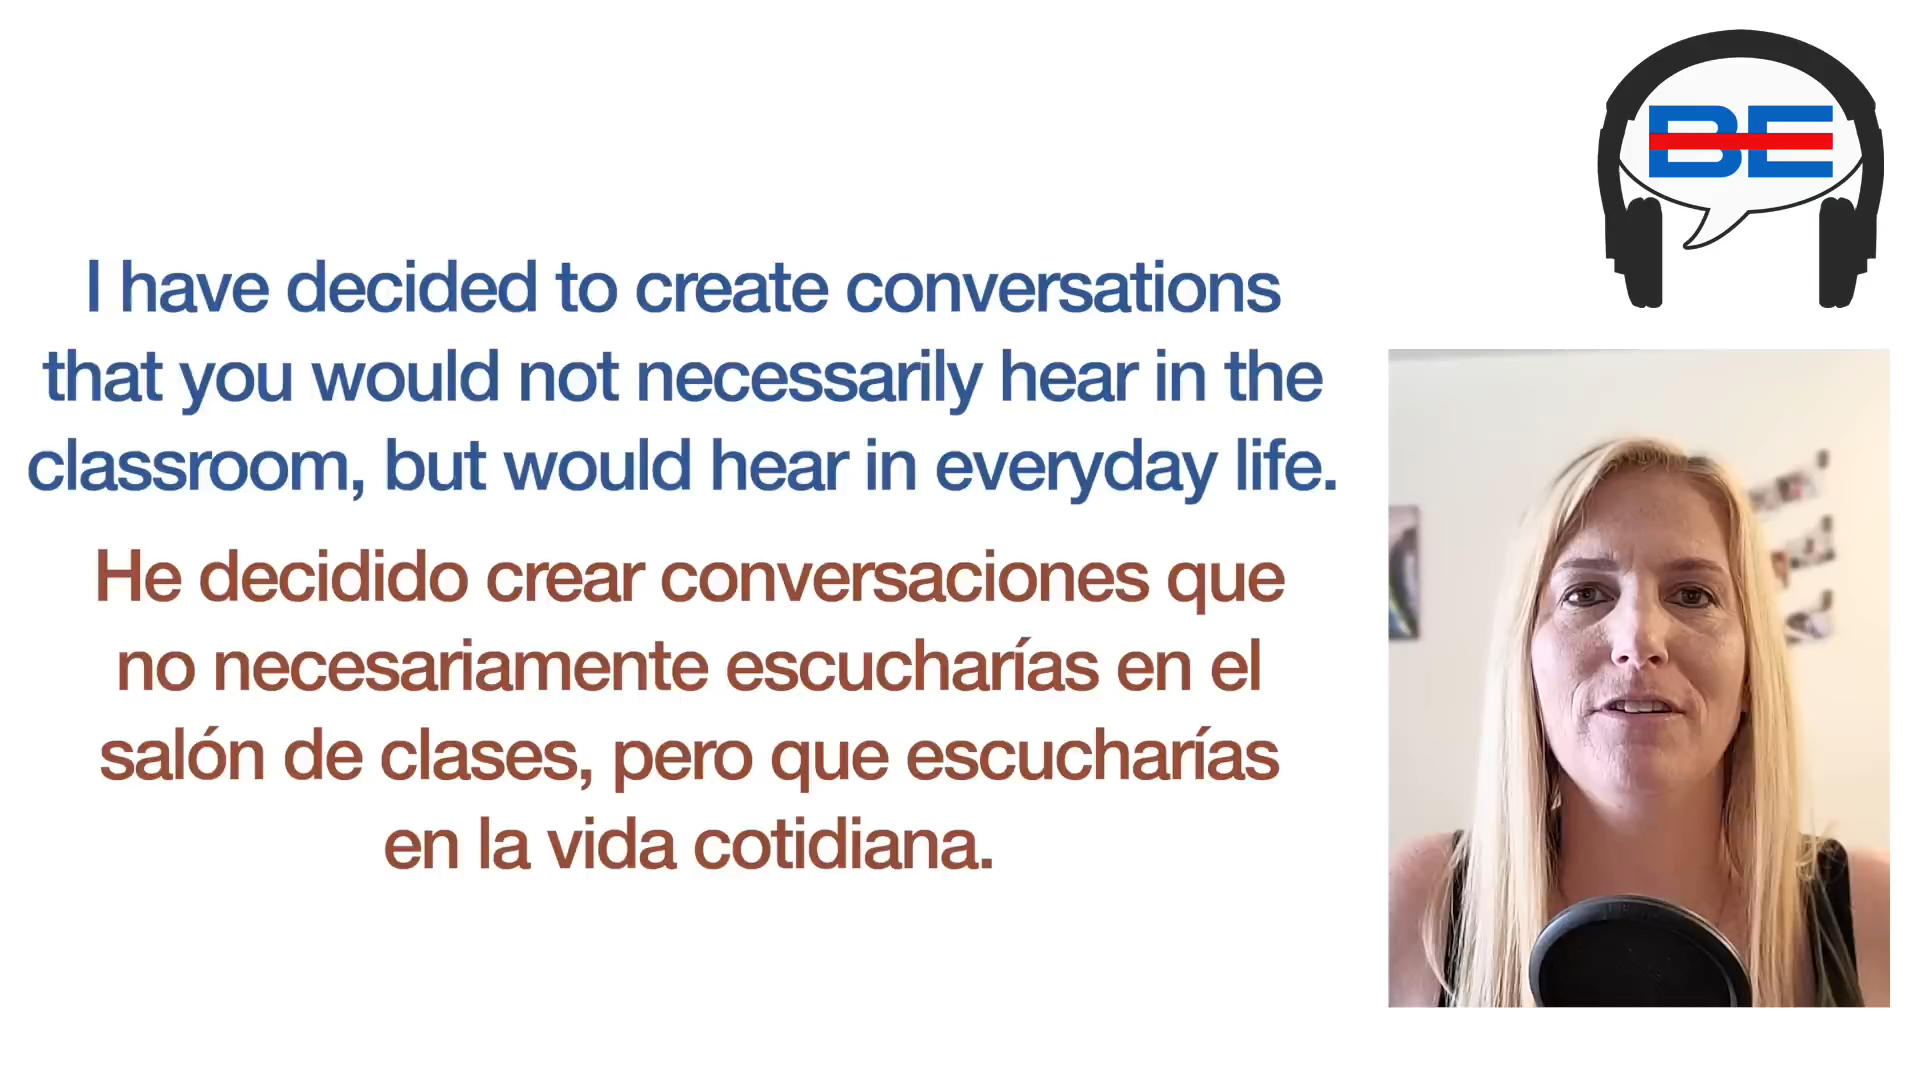 BE
I have decided to create conversations
that you would not necessarily hear in the
classroom, but would hear in everyday life.
He decidido crear conversaciones que
no necesariamente escucharías en el
salón de clases, pero que escucharías
en la vida cotidiana.